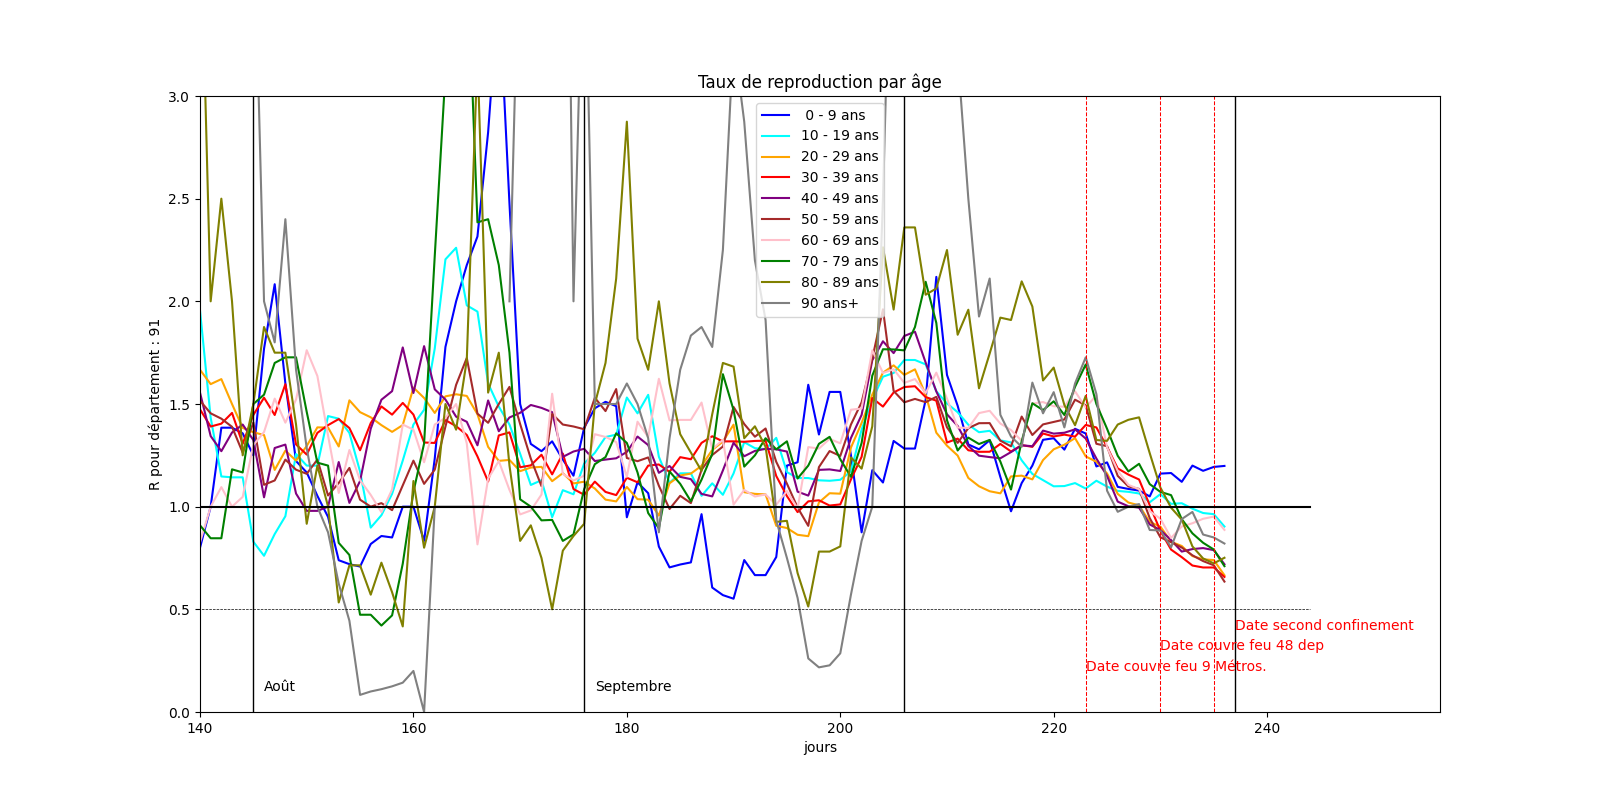 Taux de reproduction par âge
3.0
2.5
2.0
1.5
1.0
0.5
0.0
R pour département : 91
0 - 9 ans
10 - 19 ans
20 - 29 ans
30 - 39 ans
40 - 49 ans
50 - 59 ans
60 - 69 ans
70 - 79 ans
80 - 89 ans
90 ans+
Date second confinement
Date couvre feu 48 dep
Date couvre feu 9 Métros.
Août
Septembre
140
160
180
200
220
240
jours